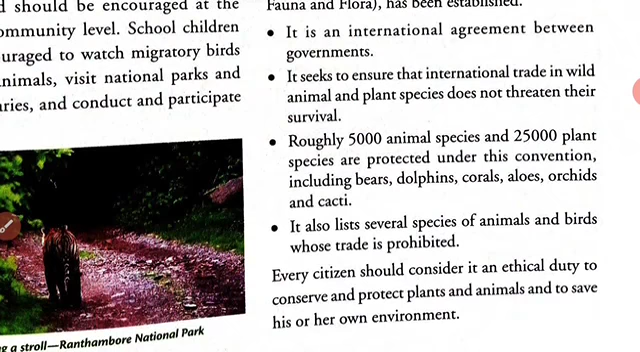 should be encouraged at the
community level. School children
to watch migratory birds
animals, visit national parks and
and conduct and participate
a stroll—Ranthambore National Park
Fauna and Flora), has been established.
• It is an international agreement between
governments.
• It seeks to ensure that international trade in wild
animal and plant species does not threaten their
survival.
• Roughly 5000 animal species and 25000 plant
species are protected under this convention,
including bears, dolphins, corals, aloes, orchids
and cacti.
• It also lists several species of animals and birds
whose trade is prohibited.
Every citizen should consider it an ethical duty to
conserve and protect plants and animals and to save
his or her own environment.